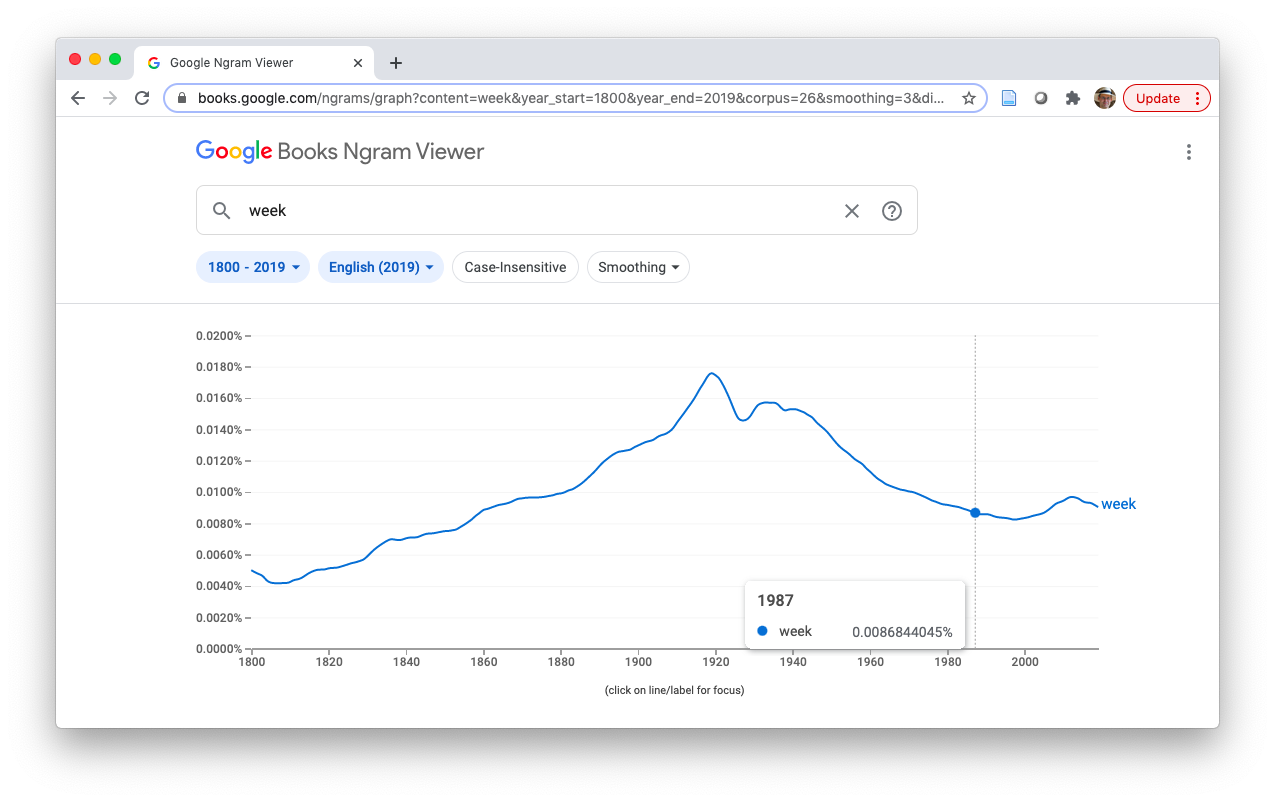 Google Ngram Viewer
books.google.com/ngrams/graph?content=week&year_start=1800&year_end=2019&corpus=26&smoothing=3&di...
Update
Google Books Ngram Viewer
week
1800 - 2019
English (2019)
Case-Insensitive
Smoothing
0.0200%
0.0180%
0.0160%
0.0140%
0.0120%
0.0100%
0.0080%
0.0060%
0.0040%
0.0020%
0.0000%
week
1987
week 0.0086844045%
1800 1820 1840 1860 1880 1900 1920 1940 1960 1980 2000
(click on line/label for focus)